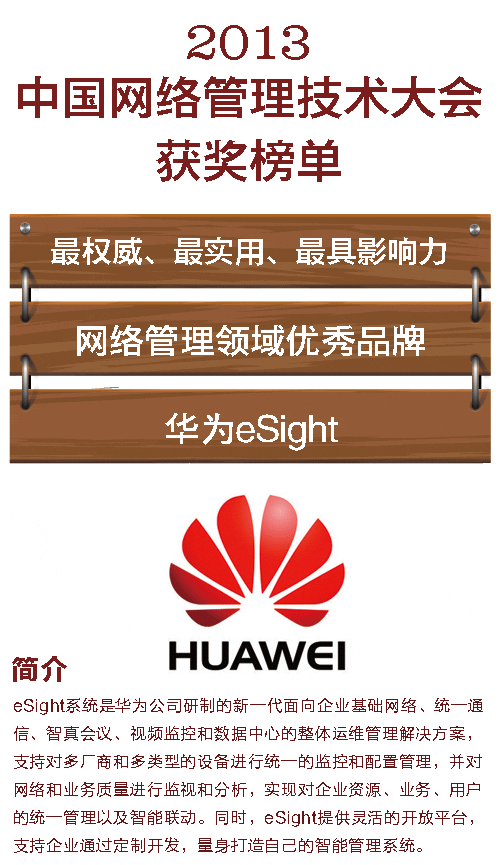 2013
中国网络管理技术大会
获奖榜单
最权威、最实用、最具影响力
网络管理领域优秀品牌
华为eSight
HUAWEI
简介
eSight系统是华为公司研制的新一代面向企业基础网络、统一通
信、智真会议、视频监控和数据中心的整体运维管理解决方案，
支持对多厂商和多类型的设备进行统一的监控和配置管理，并对
网络和业务质量进行监视和分析，实现对企业资源、业务、用户
的统一管理以及智能联动。同时，eSight提供灵活的开放平台，
支持企业通过定制开发，量身打造自己的智能管理系统。